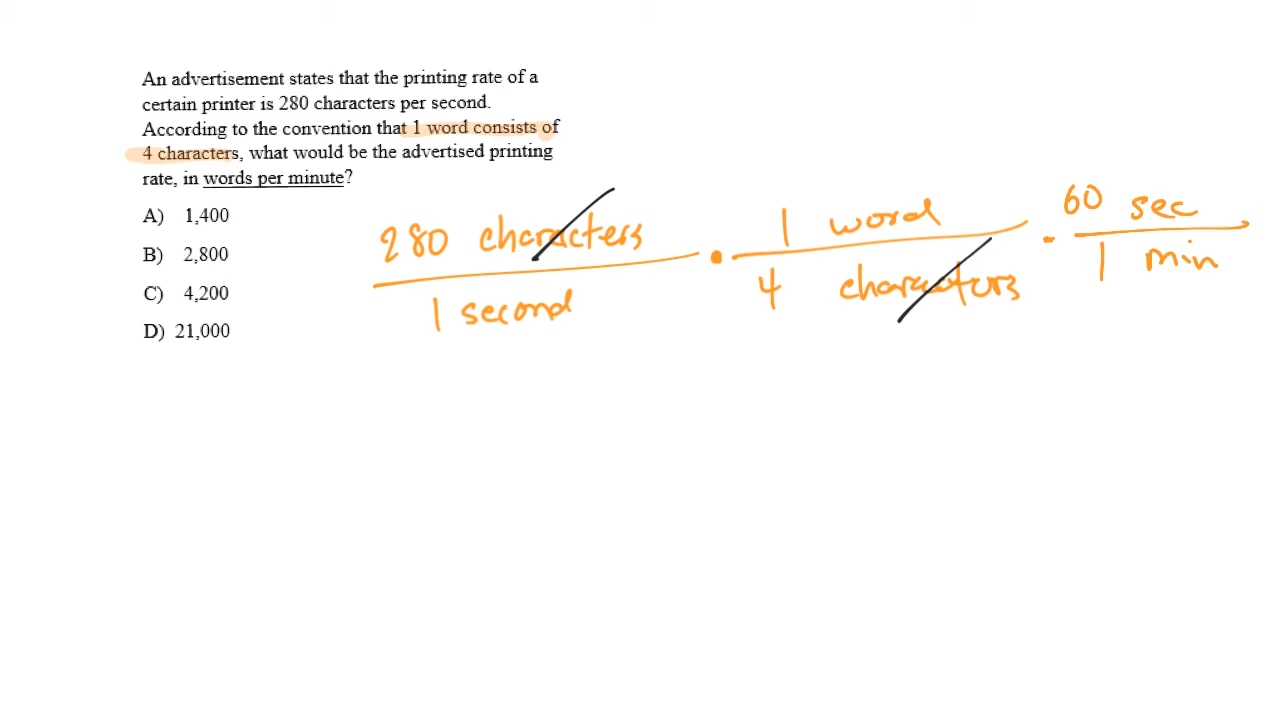 An advertisement states that the printing rate of a
certain printer is 280 characters per second.
According to the convention that 1 word consists of
4 characters, what would be the advertised printing
rate, in words per minute?
A) 1,400
B) 2,800
C) 4,200
D) 21,000
280 characters
1 second
·
1 word
4 characters
·
60 sec
1 min